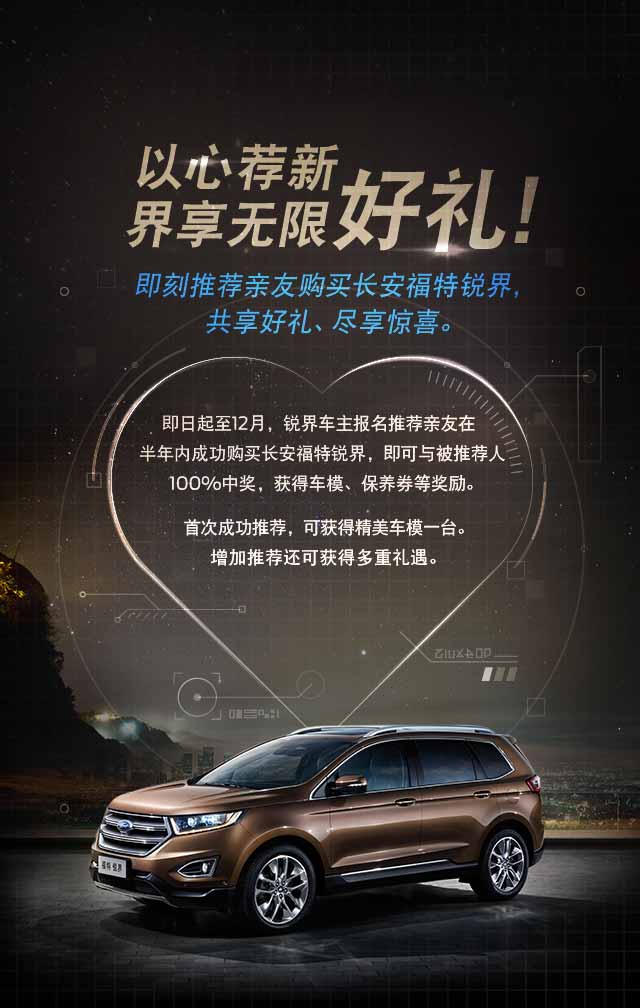 以心荐新
界享无限好礼！
即刻推荐亲友购买长安福特锐界，
共享好礼、尽享惊喜。
即日起至12月，锐界车主报名推荐亲友在
半年内成功购买长安福特锐界，即可与被推荐人
100%中奖，获得车模、保养券等奖励。
首次成功推荐，可获得精美车模一台。
增加推荐还可获得多重礼遇。
Ford
福特 锐界